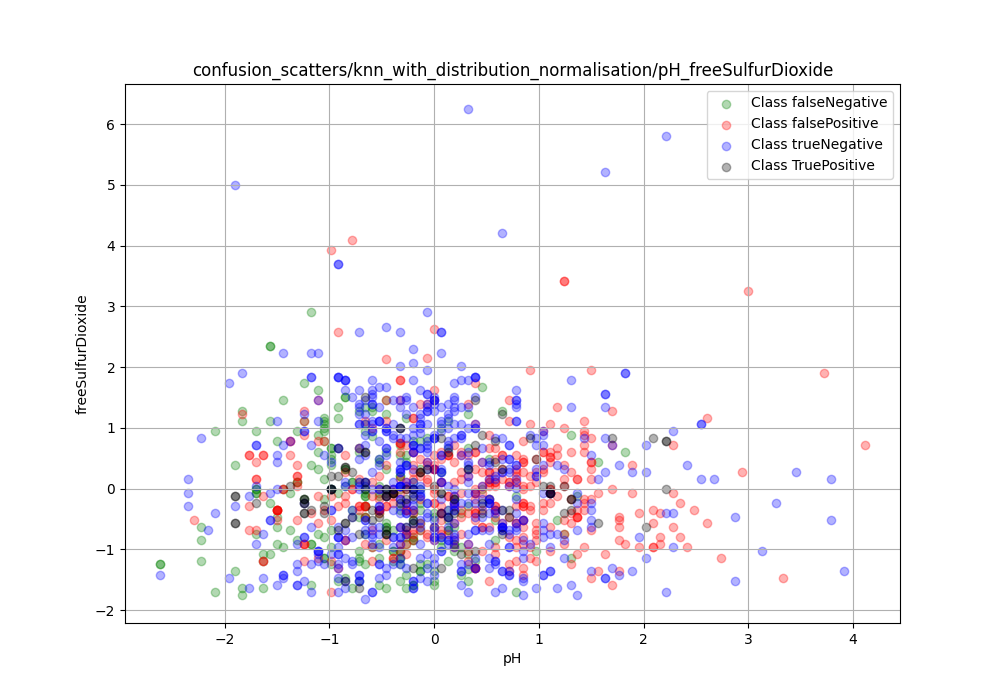 confusion_scatters/knn_with_distribution_normalisation/pH_freeSulfurDioxide
Class falseNegative
Class falsePositive
Class trueNegative
Class TruePositive
freeSulfurDioxide
6
5
4
3
2
1
0
−1
−2
−2
−1
0
1
2
3
4
pH